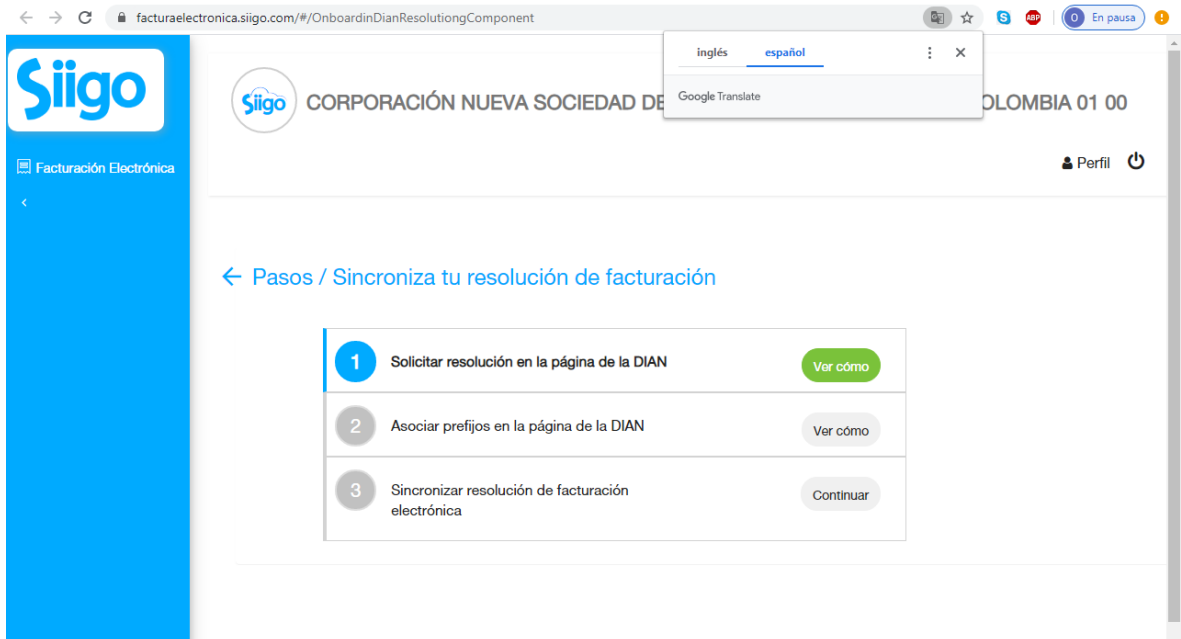 facturaelectronica.siigo.com/#/OnboardinDianResolutiongComponent
ABP
O En pausa
inglés español
Google Translate
Siigo
Siigo
CORPORACIÓN NUEVA SOCIEDAD DE OLOMBIA 01 00
Perfil
Facturación Electrónica
Pasos / Sincroniza tu resolución de facturación
1 Solicitar resolución en la página de la DIAN Ver cómo
2 Asociar prefijos en la página de la DIAN Ver cómo
3 Sincronizar resolución de facturación
electrónica Continuar